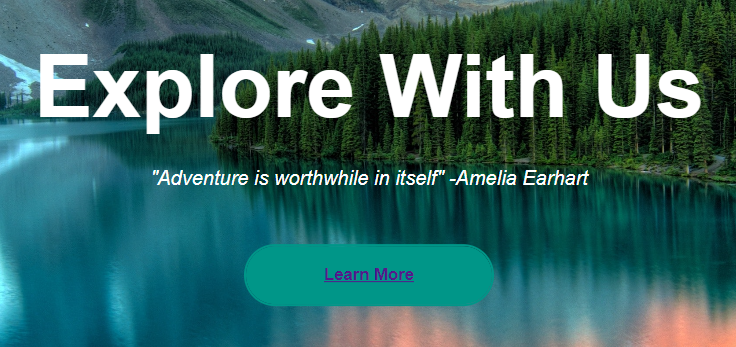 Explore With Us
"Adventure is worthwhile in itself" -Amelia Earhart
Learn More